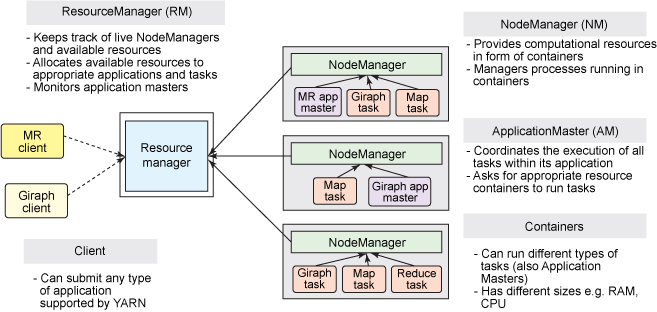 ResourceManager (RM)
- Keeps track of live NodeManagers
and available resources
- Allocates available resources to
appropriate applications and tasks
- Monitors application masters
MR
client
Giraph
client
Resource
manager
Client
- Can submit any type
of application
supported by YARN
NodeManager
MR app
master
Giraph
task
Map
task
NodeManager
Map
task
Giraph app
master
NodeManager
Giraph
task
Map
task
Reduce
task
NodeManager (NM)
- Provides computational resources
in form of containers
- Managers processes running in
containers
ApplicationMaster (AM)
- Coordinates the execution of all
tasks within its application
- Asks for appropriate resource
containers to run tasks
Containers
- Can run different types of
tasks (also Application
Masters)
- Has different sizes e.g. RAM,
CPU